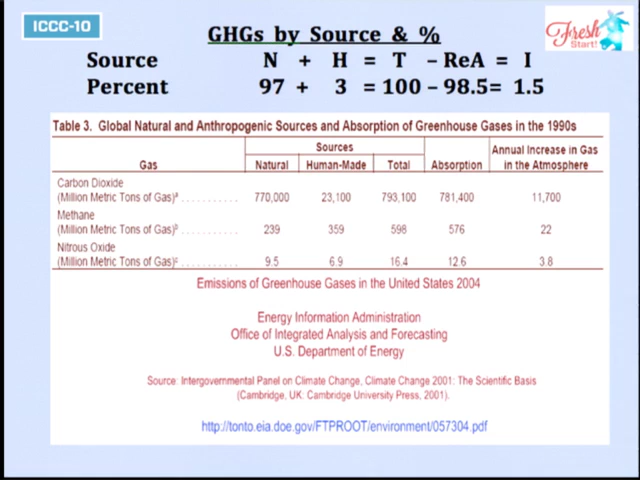 ICCC-10
GHGs by Source & %
Fresh
Start!
Source N + H = T – ReA = I
Percent 97 + 3 = 100 – 98.5= 1.5
Table 3. Global Natural and Anthropogenic Sources and Absorption of Greenhouse Gases in the 1990s
Sources
Annual Increase in Gas
Gas Natural Human-Made Total Absorption in the Atmosphere
Carbon Dioxide
(Million Metric Tons of Gas)a . . . . . . . . . . 770,000 23,100 793,100 781,400 11,700
Methane
(Million Metric Tons of Gas)b . . . . . . . . . . 239 359 598 576 22
Nitrous Oxide
(Million Metric Tons of Gas)c . . . . . . . . . . 9.5 6.9 16.4 12.6 3.8
Emissions of Greenhouse Gases in the United States 2004
Energy Information Administration
Office of Integrated Analysis and Forecasting
U.S. Department of Energy
Source: Intergovernmental Panel on Climate Change, Climate Change 2001: The Scientific Basis
(Cambridge, UK: Cambridge University Press, 2001).
http://tonto.eia.doe.gov/FTPROOT/environment/057304.pdf